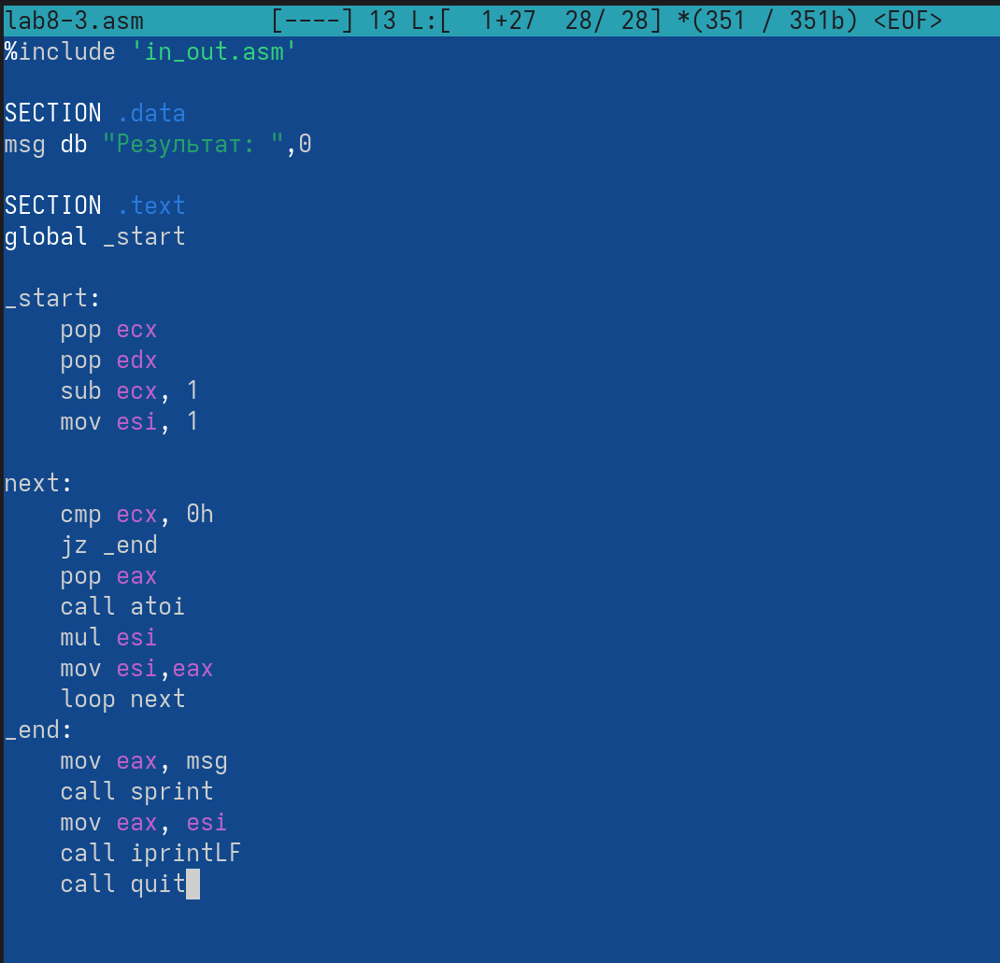 lab8-3.asm [----] 13 L:[ 1+27 28/ 28] *(351 / 351b) <EOF>
%include 'in_out.asm'
SECTION .data
msg db "Результат: ",0
SECTION .text
global _start
_start:
pop ecx
pop edx
sub ecx, 1
mov esi, 1
next:
cmp ecx, 0h
jz _end
pop eax
call atoi
mul esi
mov esi,eax
loop next
_end:
mov eax, msg
call sprint
mov eax, esi
call iprintLF
call quit